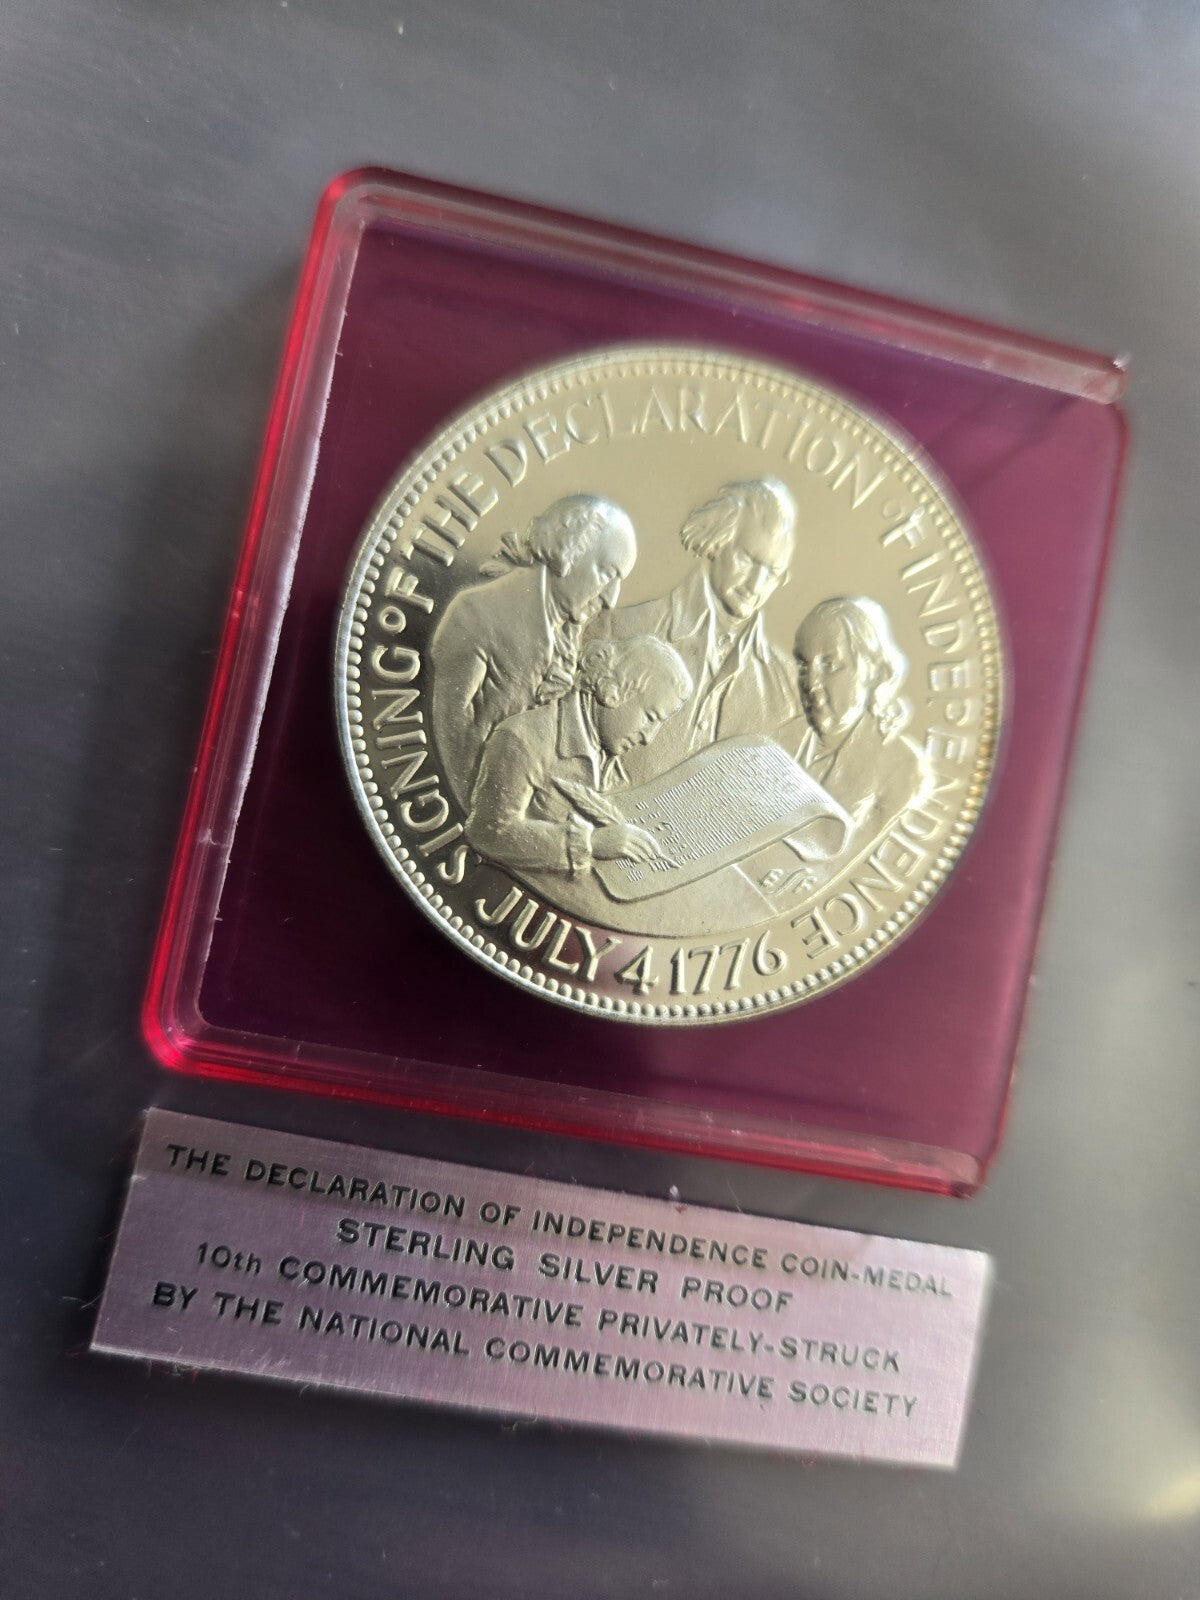 SIGNING OF THE DECLARATION OF INDEPENDENCE
JULY 4 1776
THE DECLARATION OF INDEPENDENCE COIN-MEDAL
STERLING SILVER PROOF
10th COMMEMORATIVE PRIVATELY-STRUCK
BY THE NATIONAL COMMEMORATIVE SOCIETY